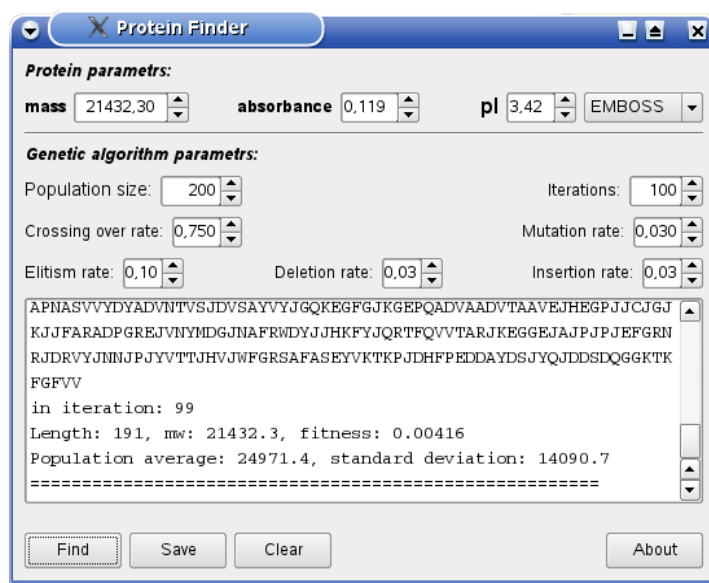 Protein Finder
Protein parametrs:
mass 21432,30 absorbance 0,119 pI 3,42 EMBOSS
Genetic algorithm parametrs:
Population size: 200 Iterations: 100
Crossing over rate: 0,750 Mutation rate: 0,030
Elitism rate: 0,10 Deletion rate: 0,03 Insertion rate: 0,03
APNASVVYDYADVNTVSJDVSAYVYJGQKEGFGJKGEPQADVAADVTAAVEJHEGPJJCJGJ
KJJFARADPGREJVNYMDGJNAFRWDYJJHKFYJQRTFQVVTARJKEGGEJAJPJPJEFGRN
RJDRVYJNNJPJYVTTJHVJWFGRSAFASEYVKTKPJDHFPEDDAYDSJYQJDDSDQGGKTK
FGFVV
in iteration: 99
Length: 191, mw: 21432.3, fitness: 0.00416
Population average: 24971.4, standard deviation: 14090.7
=======================================================
Find Save Clear About